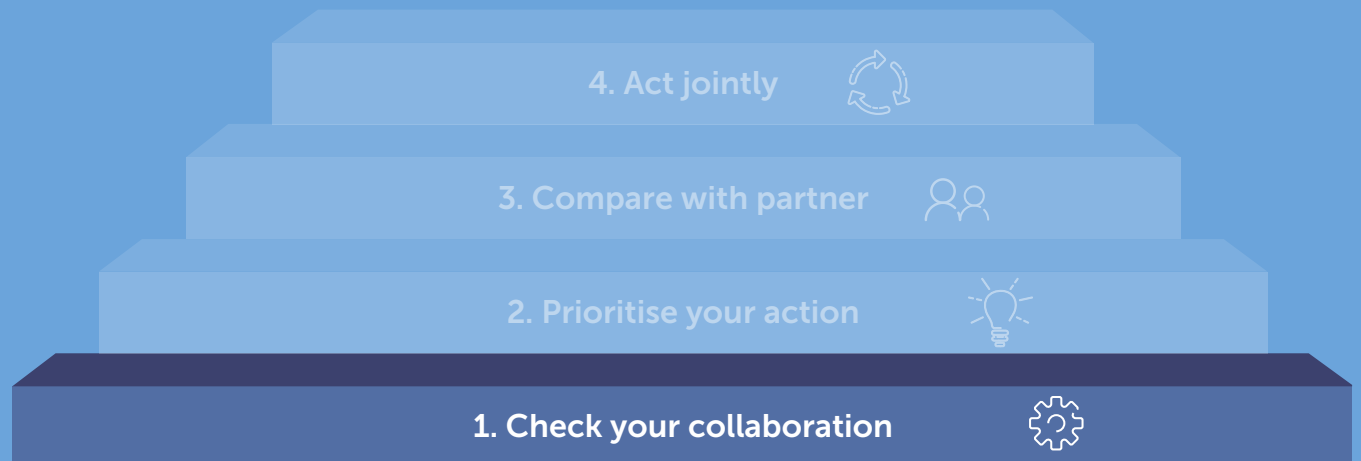 4. Act jointly
3. Compare with partner
2. Prioritise your action
1. Check your collaboration